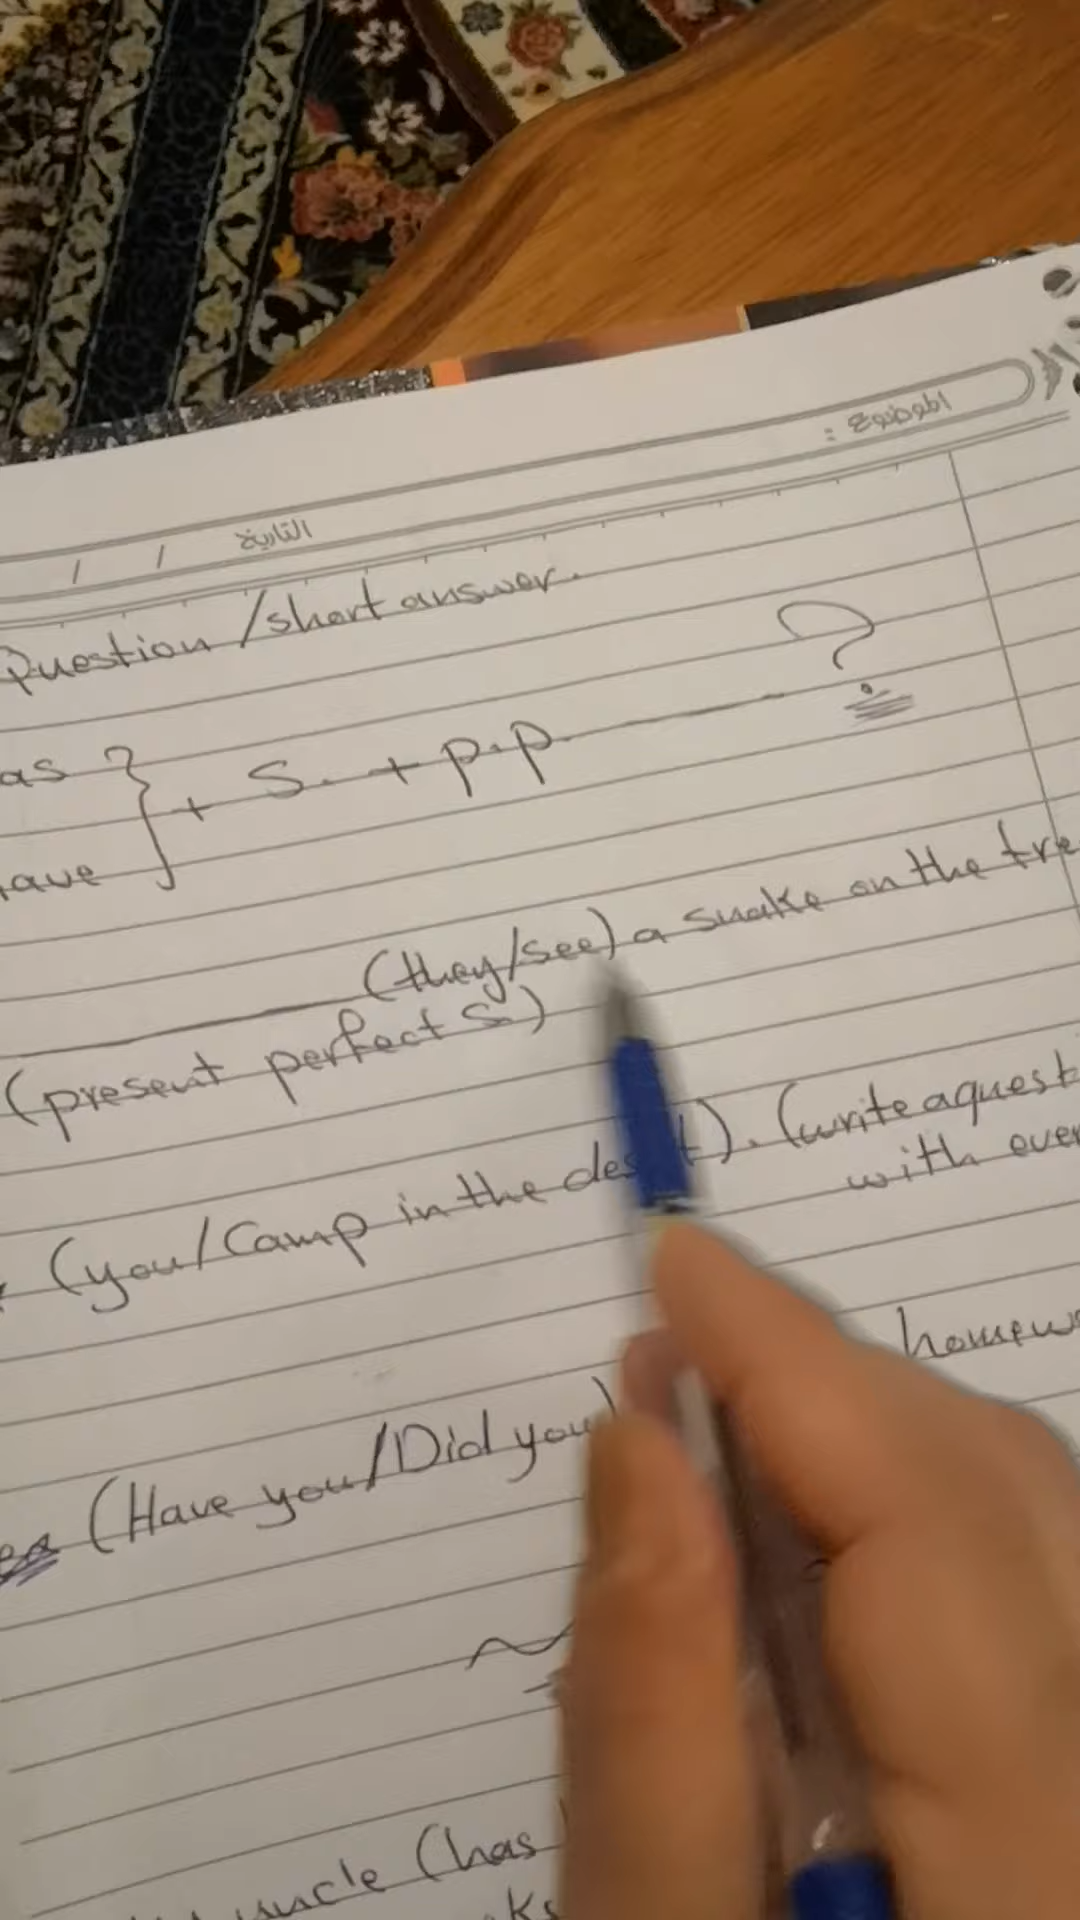 الموضوع :
التاريخ / /
Question / short answer.
as } + S. + p.p. ?
ave
(they/see) a snake on the tre
(present perfect S)
(you/Camp in the des t). (write a quest
with ever
(Have you/Did you) homew
uncle (has
ks